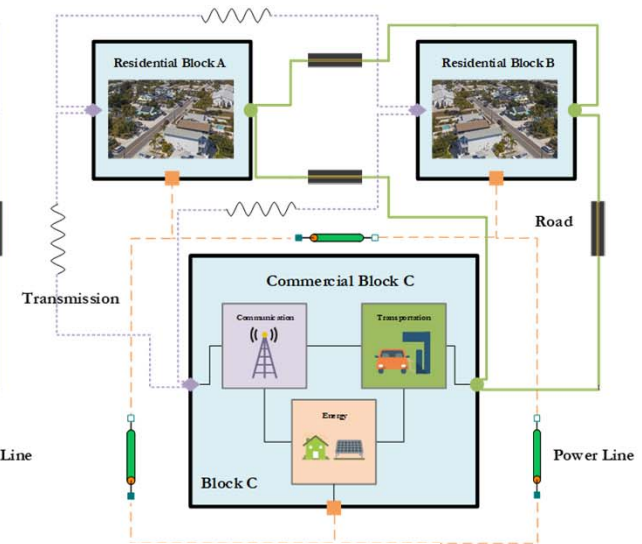 Residential Block A
Residential Block B
Road
Commercial Block C
Transmission
Communication
Transportation
Energy
Line
Power Line
Block C